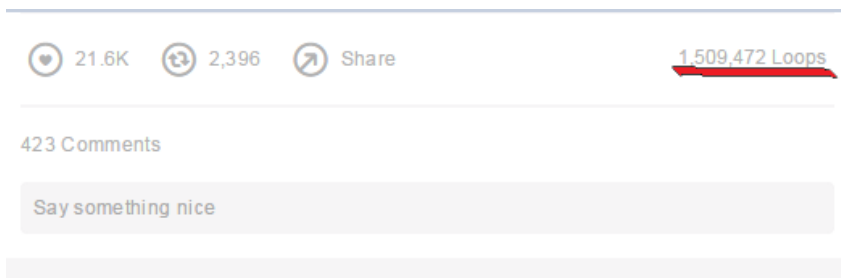 21.6K 2,396 Share 1,509,472 Loops
423 Comments
Say something nice